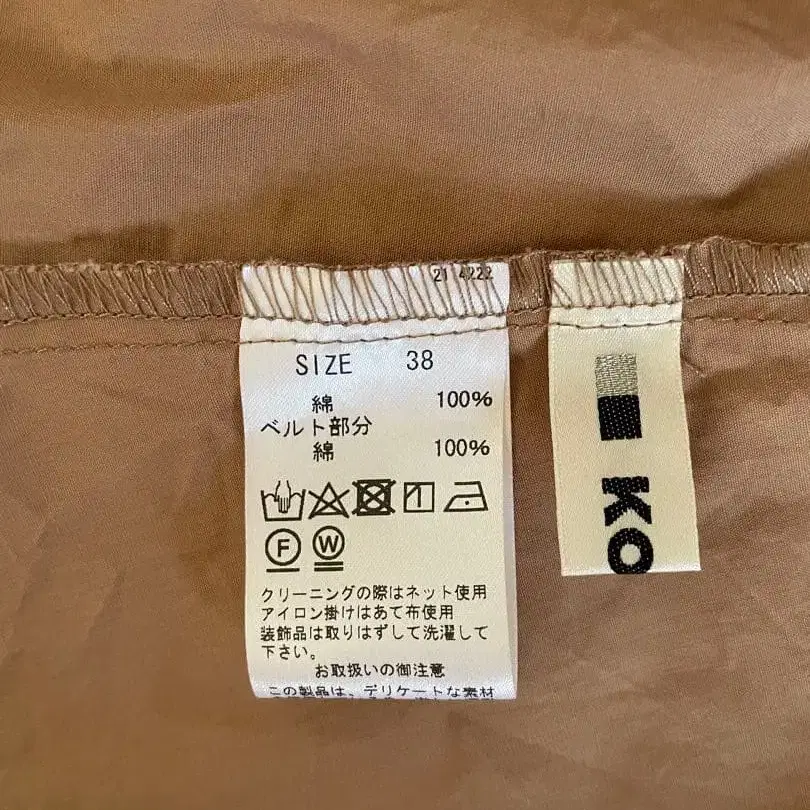 21 4222
SIZE 38
綿 100%
ベルト部分
綿 100%
F W
クリーニングの際はネット使用
アイロン掛けはあて布使用
装飾品は取りはずして洗濯して
下さい。
お取扱いの御注意
この製品は、デリケートな素材
KO